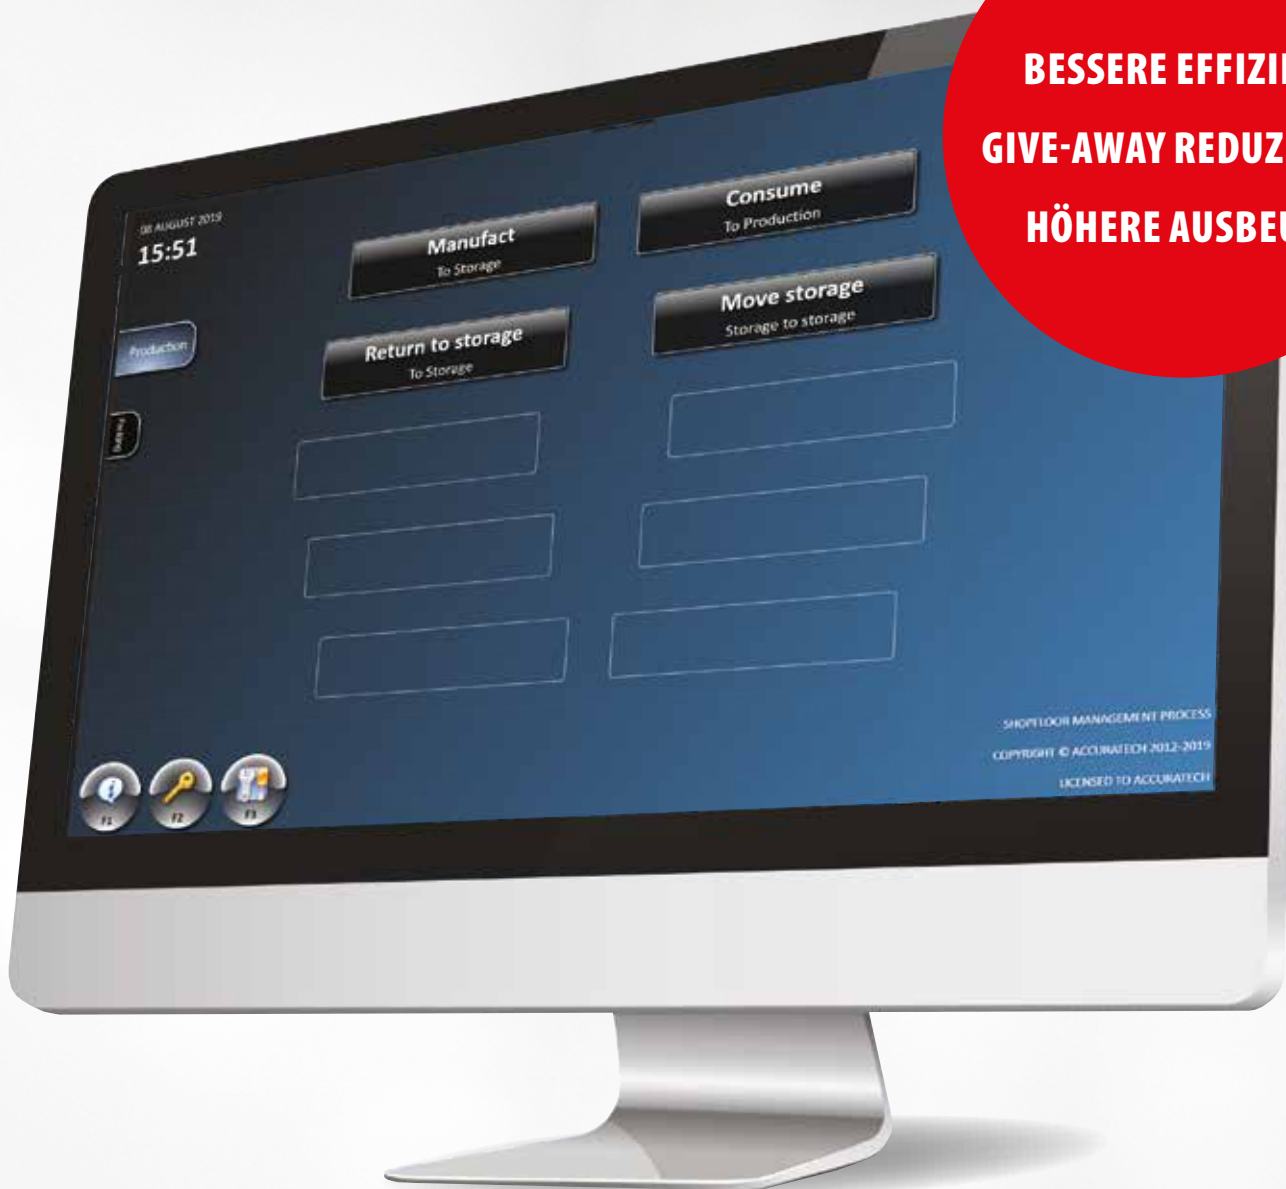 BESSERE EFFIZI
GIVE-AWAY REDUZ
HÖHERE AUSBEU
08 AUGUST 2019
15:51
Manufact
To Storage
Consume
To Production
Return to storage
To Storage
Move storage
Storage to storage
Production
Packing
F1
F2
F3
SHOPFLOOR MANAGEMENT PROCESS
COPYRIGHT © ACCURATECH 2012-2019
LICENSED TO ACCURATECH